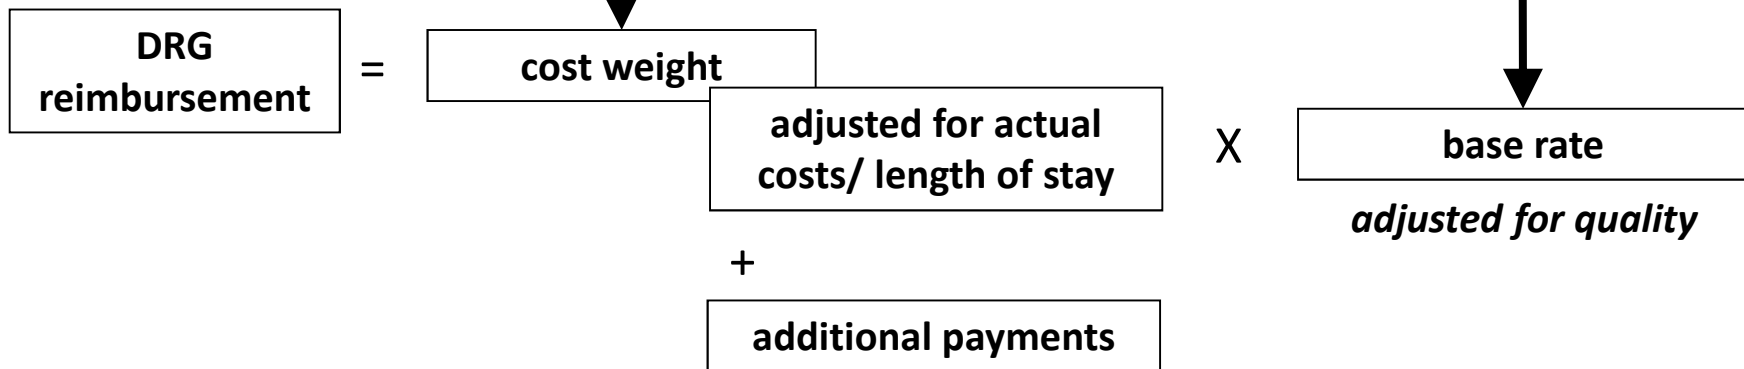 DRG
reimbursement
=
cost weight
adjusted for actual
costs/ length of stay
X
base rate
adjusted for quality
+
additional payments